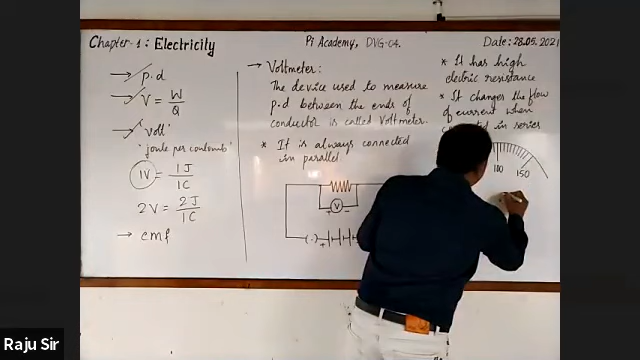 Chapter-1: Electricity
Pi Academy, DVG-04.
Date: 28.05.2021
→ p.d
→ V = W/Q
→ 'volt'
'joule per coulomb'
1V = 1J/1C
2V = 2J/1C
→ emf
→ Voltmeter:
The device used to measure
p.d between the ends of
conductor is called Voltmeter.
* It is always connected
in parallel
+ V -
(.)
+
* It has high
electric resistance
* It changes the flow
of current when
in series
100
150
Raju Sir